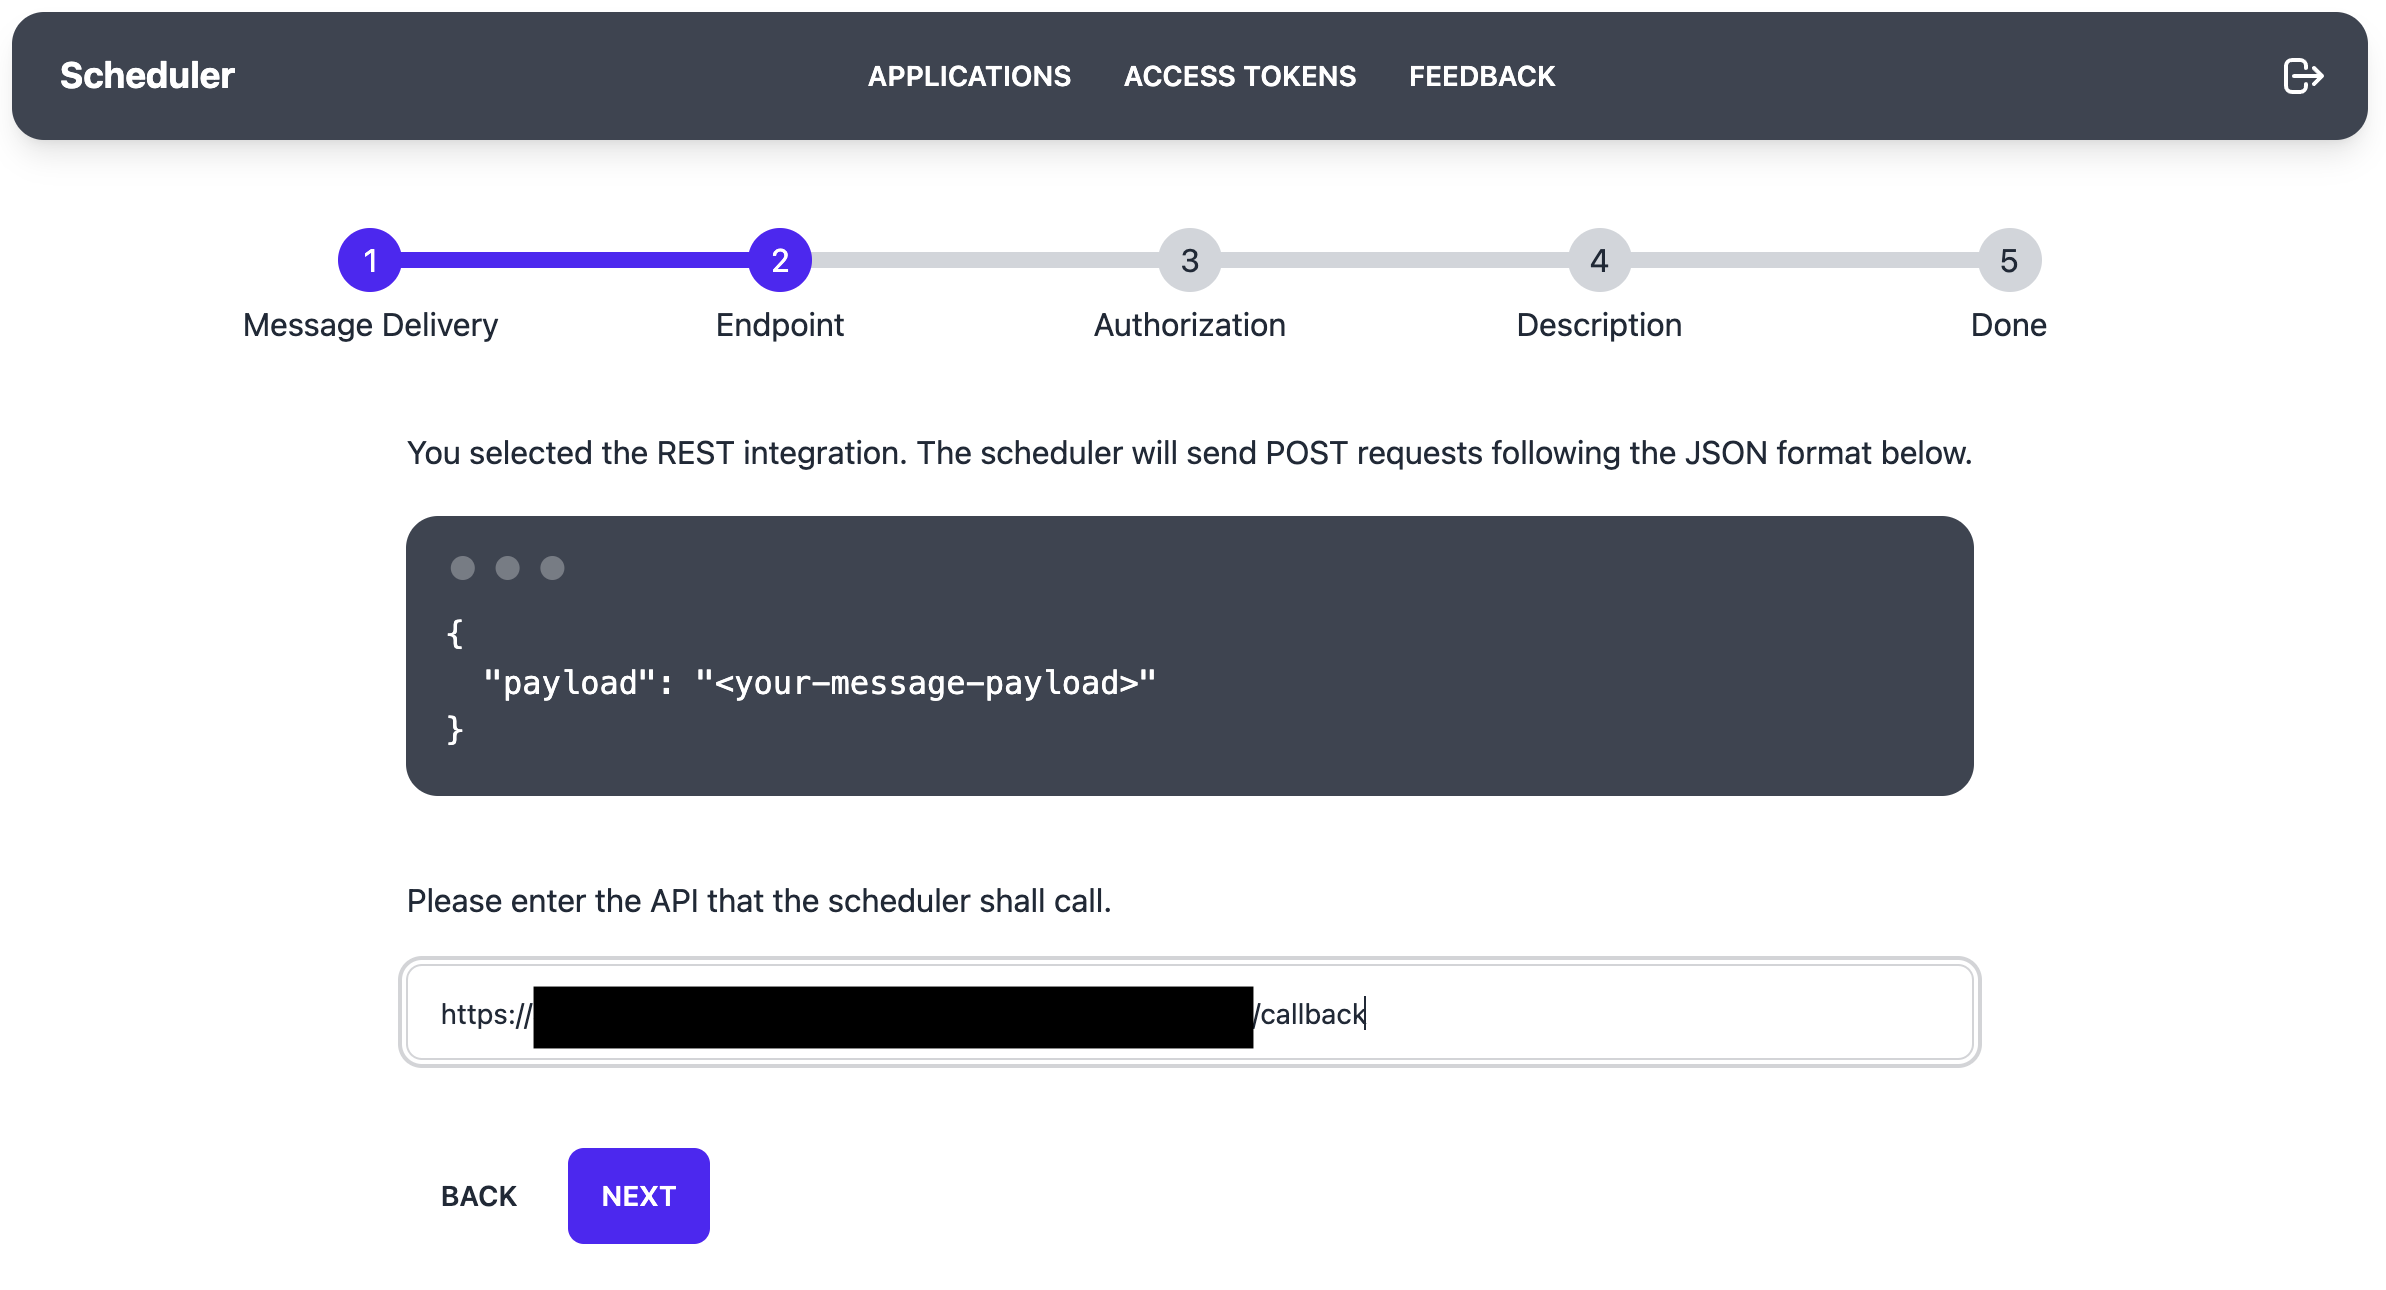 Scheduler
APPLICATIONS ACCESS TOKENS FEEDBACK
1 2 3 4 5
Message Delivery Endpoint Authorization Description Done
You selected the REST integration. The scheduler will send POST requests following the JSON format below.
{
"payload": "<your-message-payload>"
}
Please enter the API that the scheduler shall call.
https:// /callback
BACK NEXT